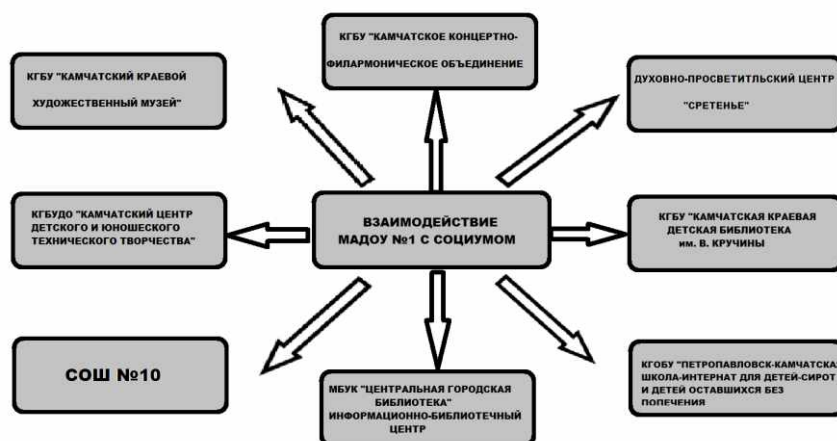 КГБУ "КАМЧАТСКОЕ КОНЦЕРТНО-
ФИЛАРМОНИЧЕСКОЕ ОБЪЕДИНЕНИЕ
КГБУ "КАМЧАТСКИЙ КРАЕВОЙ
ХУДОЖЕСТВЕННЫЙ МУЗЕЙ"
ДУХОВНО-ПРОСВЕТИТЛЬСКИЙ ЦЕНТР
"СРЕТЕНЬЕ"
КГБУДО "КАМЧАТСКИЙ ЦЕНТР
ДЕТСКОГО И ЮНОШЕСКОГО
ТЕХНИЧЕСКОГО ТВОРЧЕСТВА"
ВЗАИМОДЕЙСТВИЕ
МАДОУ №1 С СОЦИУМОМ
КГБУ "КАМЧАТСКАЯ КРАЕВАЯ
ДЕТСКАЯ БИБЛИОТЕКА
им. В. КРУЧИНЫ
СОШ №10
МБУК "ЦЕНТРАЛЬНАЯ ГОРОДСКАЯ
БИБЛИОТЕКА"
ИНФОРМАЦИОННО-БИБЛИОТЕЧНЫЙ
ЦЕНТР
КГОБУ "ПЕТРОПАВЛОВСК-КАМЧАТСКАЯ
ШКОЛА-ИНТЕРНАТ ДЛЯ ДЕТЕЙ-СИРОТ
И ДЕТЕЙ ОСТАВШИХСЯ БЕЗ
ПОПЕЧЕНИЯ